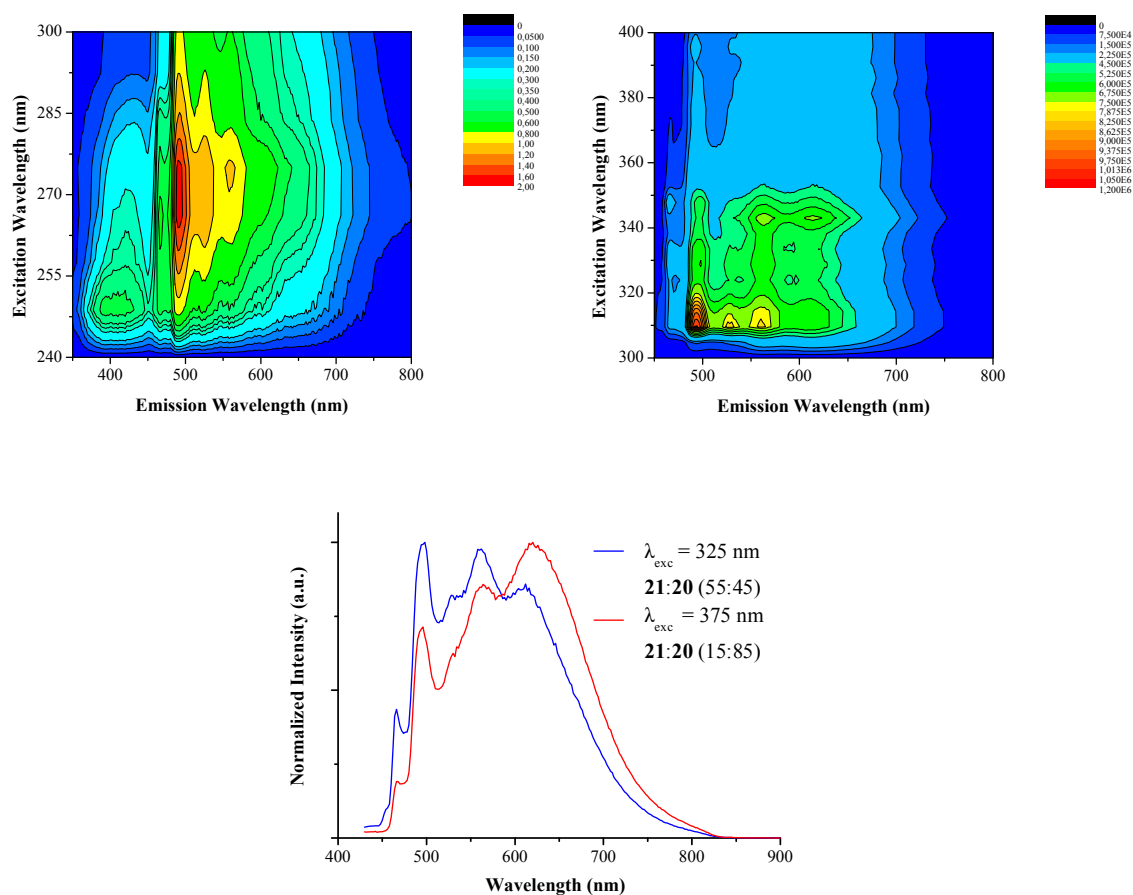 300
285
270
255
240
Excitation Wavelength (nm)
400 500 600 700 800
Emission Wavelength (nm)
0
0,0500
0,100
0,150
0,200
0,300
0,350
0,400
0,500
0,600
0,800
1,00
1,20
1,40
1,60
2,00
400
380
360
340
320
300
Excitation Wavelength (nm)
500 600 700 800
Emission Wavelength (nm)
0
7,500E4
1,500E5
2,250E5
4,500E5
5,250E5
6,000E5
6,750E5
7,500E5
7,875E5
8,250E5
8,625E5
9,000E5
9,375E5
9,750E5
1,013E6
1,050E6
1,200E6
Normalized Intensity (a.u.)
λexc = 325 nm
21:20 (55:45)
λexc = 375 nm
21:20 (15:85)
400 500 600 700 800 900
Wavelength (nm)